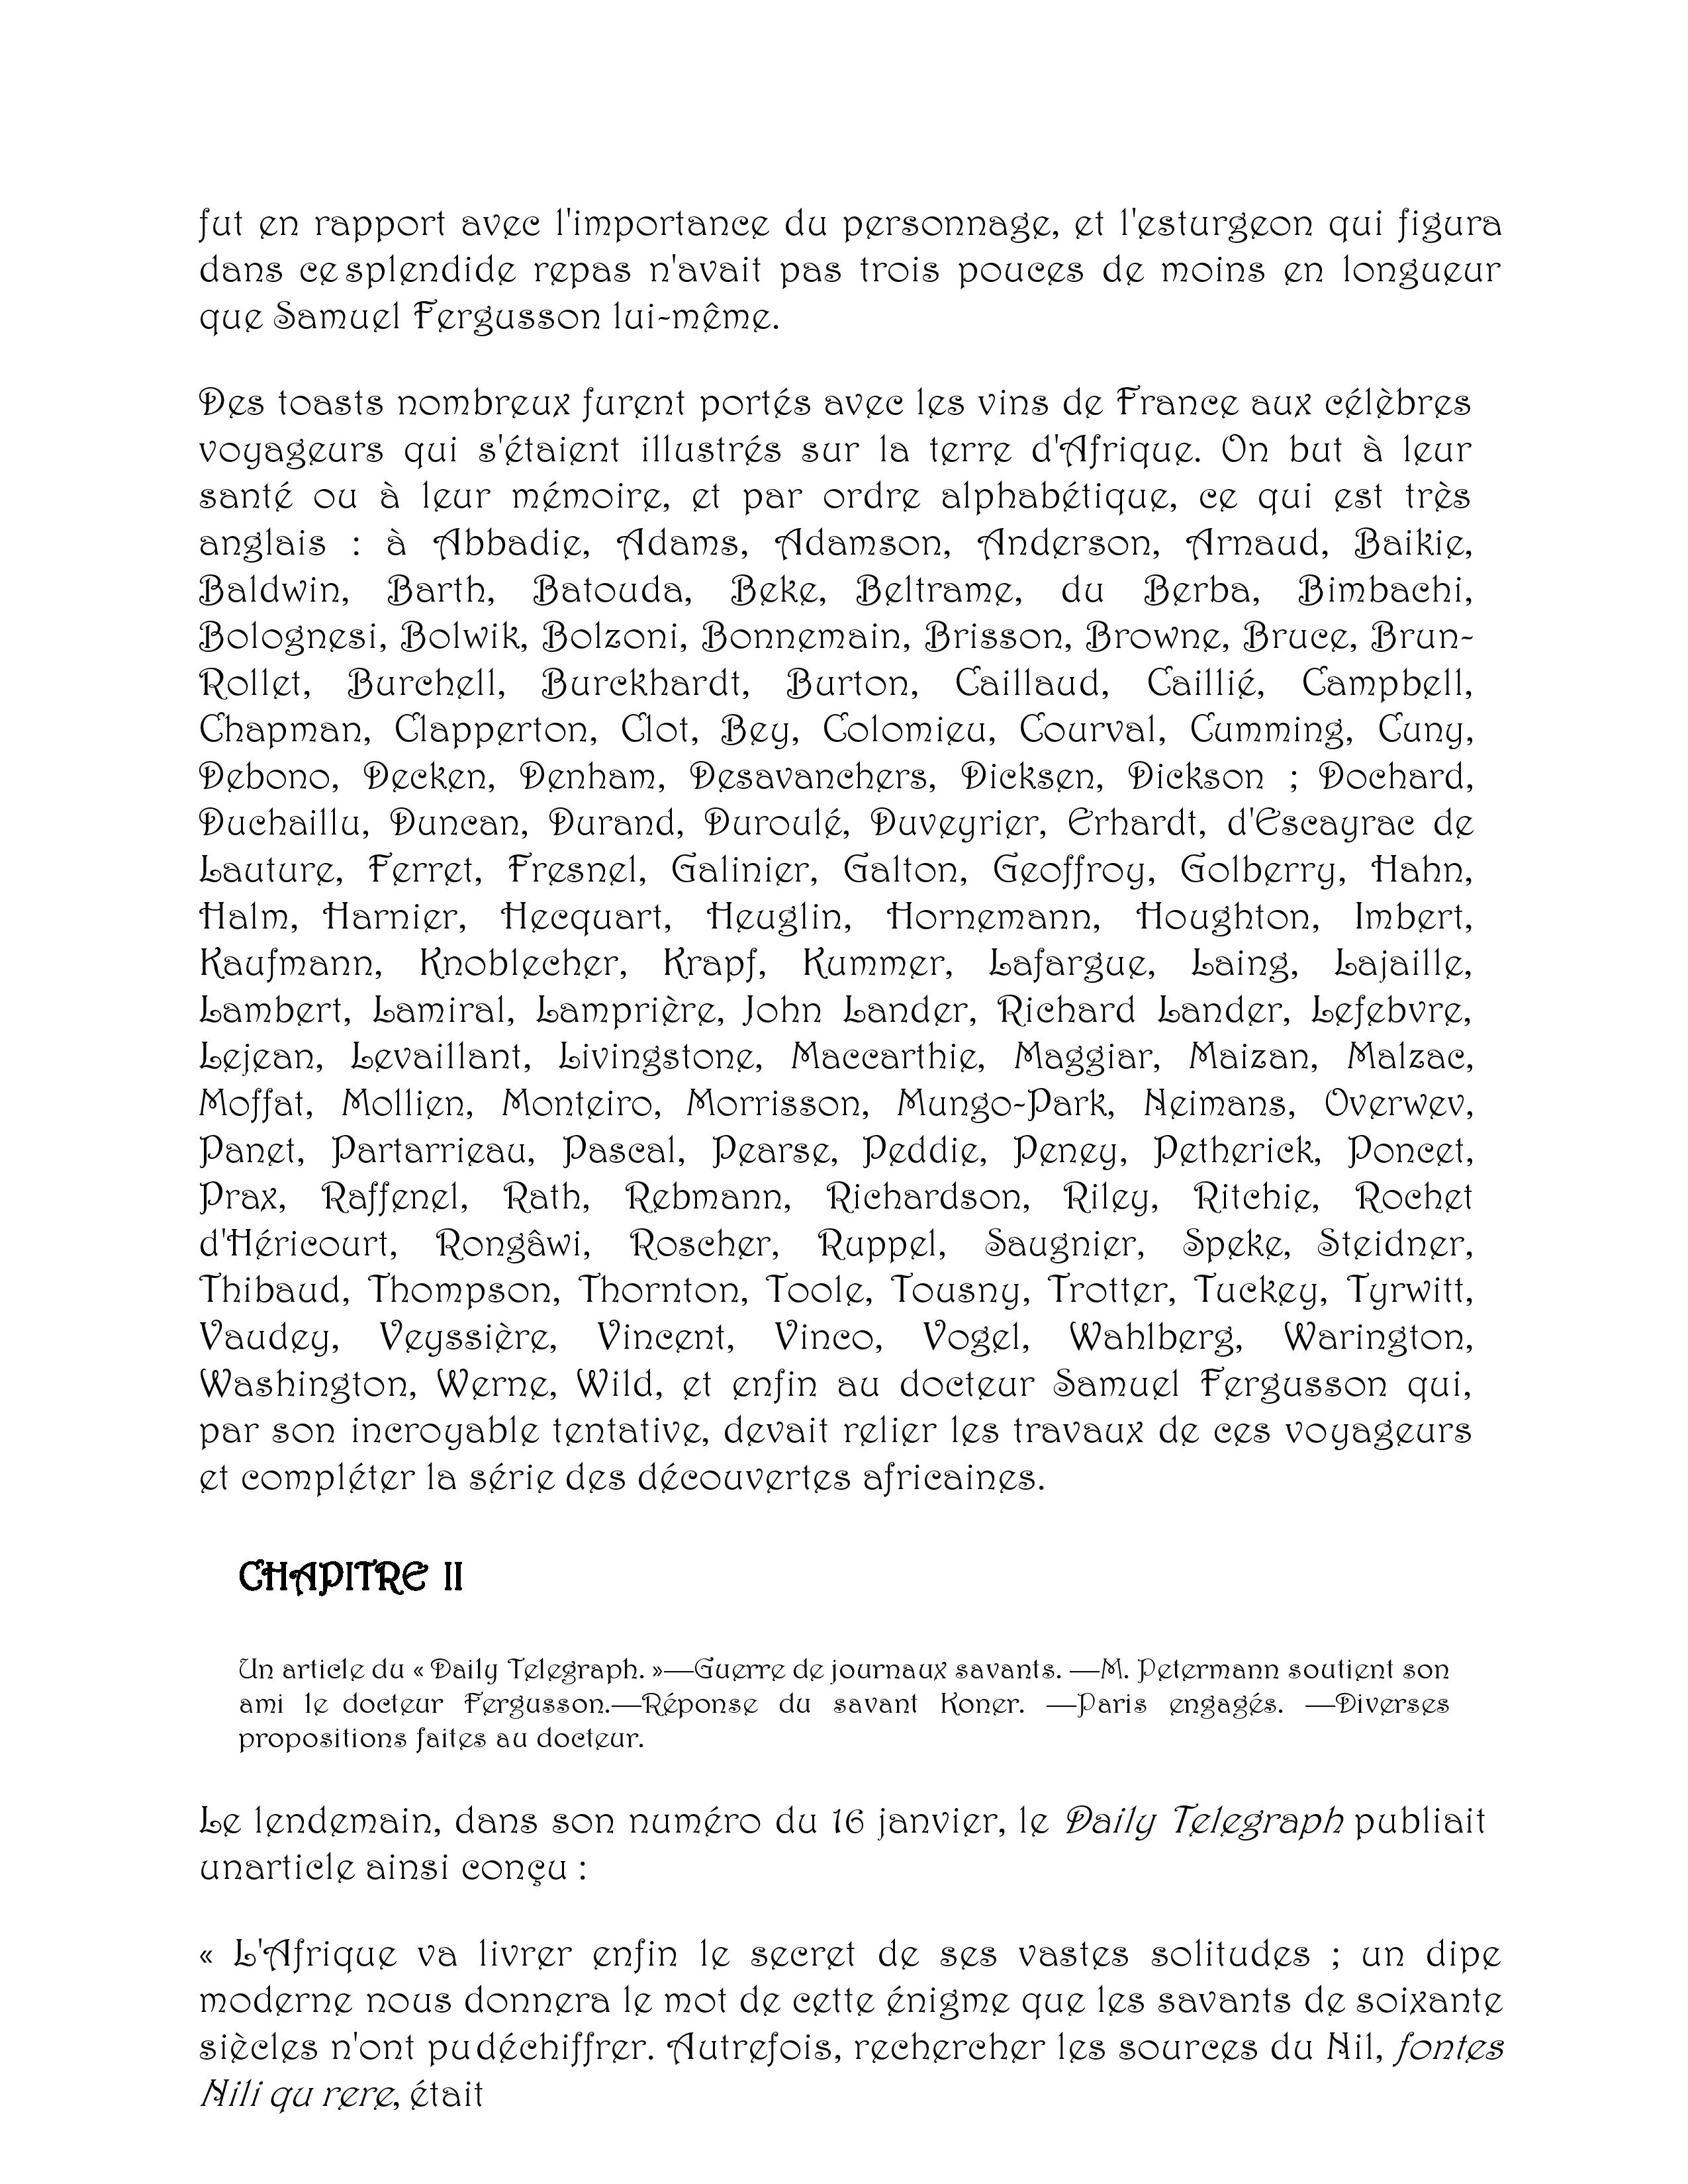 fut en rapport avec l'importance du personnage, et l'esturgeon qui figura
dans ce splendide repas n'avait pas trois pouces de moins en longueur
que Samuel Fergusson lui-même.
Des toasts nombreux furent portés avec les vins de France aux célèbres
voyageurs qui s'étaient illustrés sur la terre d'Afrique. On but à leur
santé ou à leur mémoire, et par ordre alphabétique, ce qui est très
anglais : à Abbadie, Adams, Adamson, Anderson, Arnaud, Baikie,
Baldwin, Barth, Batouda, Beke, Beltrame, du Berba, Bimbachi,
Bolognesi, Bolwik, Bolzoni, Bonnemain, Brisson, Browne, Bruce, Brun-
Rollet, Burchell, Burckhardt, Burton, Caillaud, Caillié, Campbell,
Chapman, Clapperton, Clot, Bey, Colomieu, Courval, Cumming, Cuny,
Debono, Decken, Denham, Desavanchers, Dicksen, Dickson ; Dochard,
Duchaillu, Duncan, Durand, Duroulé, Duveyrier, Erhardt, d'Escayrac de
Lauture, Ferret, Fresnel, Galinier, Galton, Geoffroy, Golberry, Hahn,
Halm, Harnier, Hecquart, Heuglin, Hornemann, Houghton, Imbert,
Kaufmann, Knoblecher, Krapf, Kummer, Lafargue, Laing, Lajaille,
Lambert, Lamiral, Lamprière, John Lander, Richard Lander, Lefebvre,
Lejean, Levaillant, Livingstone, Maccarthie, Maggiar, Maizan, Malzac,
Moffat, Mollien, Monteiro, Morrisson, Mungo-Park, Neimans, Overwev,
Panet, Partarrieau, Pascal, Pearse, Peddie, Peney, Petherick, Poncet,
Prax, Raffenel, Rath, Rebmann, Richardson, Riley, Ritchie, Rochet
d'Héricourt, Rongâwi, Roscher, Ruppel, Saugnier, Speke, Steidner,
Thibaud, Thompson, Thornton, Toole, Tousny, Trotter, Tuckey, Tyrwitt,
Vaudey, Veyssière, Vincent, Vinco, Vogel, Wahlberg, Warington,
Washington, Werne, Wild, et enfin au docteur Samuel Fergusson qui,
par son incroyable tentative, devait relier les travaux de ces voyageurs
et compléter la série des découvertes africaines.
CHAPITRE II
Un article du « Daily Telegraph. »—Guerre de journaux savants. —M. Petermann soutient son
ami le docteur Fergusson.—Réponse du savant Koner. —Paris engagés. —Diverses
propositions faites au docteur.
Le lendemain, dans son numéro du 16 janvier, le Daily Telegraph publiait
unarticle ainsi conçu :
« L'Afrique va livrer enfin le secret de ses vastes solitudes ; un dipe
moderne nous donnera le mot de cette énigme que les savants de soixante
siècles n'ont pu déchiffrer. Autrefois, rechercher les sources du Nil, fontes
Nili qu rere, était